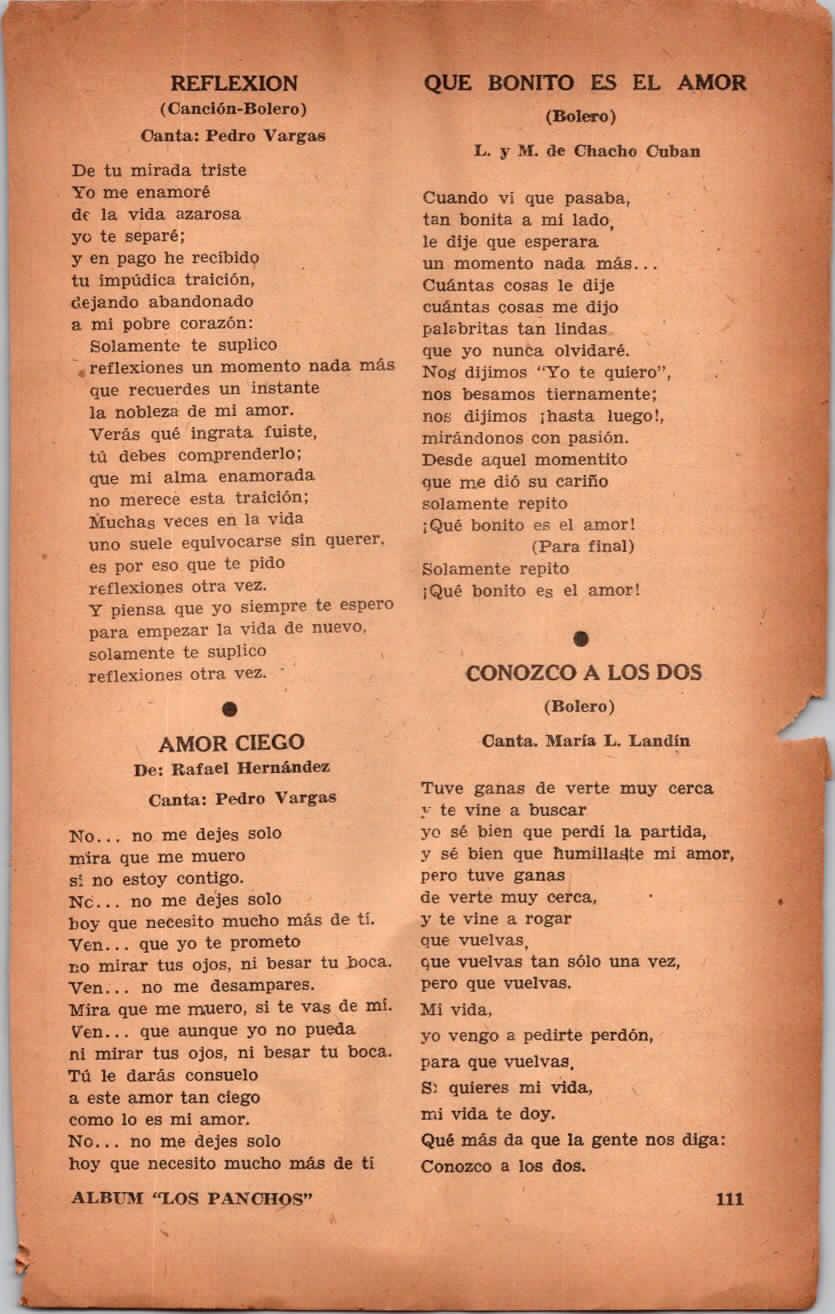 REFLEXION
(Canción-Bolero)
Canta: Pedro Vargas
De tu mirada triste
Yo me enamoré
de la vida azarosa
yo te separé;
y en pago he recibido
tu impúdica traición,
dejando abandonado
a mi pobre corazón:
Solamente te suplico
reflexiones un momento nada más
que recuerdes un instante
la nobleza de mi amor.
Verás qué ingrata fuiste,
tú debes comprenderlo;
que mi alma enamorada
no merece esta traición;
Muchas veces en la vida
uno suele equivocarse sin querer,
es por eso que te pido
reflexiones otra vez.
Y piensa que yo siempre te espero
para empezar la vida de nuevo,
solamente te suplico
reflexiones otra vez.
AMOR CIEGO
De: Rafael Hernández
Canta: Pedro Vargas
No... no me dejes solo
mira que me muero
si no estoy contigo.
No... no me dejes solo
hoy que necesito mucho más de tí.
Ven... que yo te prometo
no mirar tus ojos, ni besar tu boca.
Ven... no me desampares.
Mira que me muero, si te vas de mí.
Ven... que aunque yo no pueda
ni mirar tus ojos, ni besar tu boca.
Tú le darás consuelo
a este amor tan ciego
como lo es mi amor.
No... no me dejes solo
hoy que necesito mucho más de tí
QUE BONITO ES EL AMOR
(Bolero)
L. y M. de Chacho Cuban
Cuando ví que pasaba,
tan bonita a mi lado,
le dije que esperara
un momento nada más...
Cuántas cosas le dije
cuántas cosas me dijo
palabritas tan lindas
que yo nunca olvidaré.
Nos dijimos "Yo te quiero",
nos besamos tiernamente;
nos dijimos ¡hasta luego!,
mirándonos con pasión.
Desde aquel momentito
que me dió su cariño
solamente repito
¡Qué bonito es el amor!
(Para final)
Solamente repito
¡Qué bonito es el amor!
CONOZCO A LOS DOS
(Bolero)
Canta. María L. Landín
Tuve ganas de verte muy cerca
y te vine a buscar
yo sé bien que perdí la partida,
y sé bien que humillaste mi amor,
pero tuve ganas
de verte muy cerca,
y te vine a rogar
que vuelvas,
que vuelvas tan sólo una vez,
pero que vuelvas.
Mi vida,
yo vengo a pedirte perdón,
para que vuelvas,
Si quieres mi vida,
mi vida te doy.
Qué más da que la gente nos diga:
Conozco a los dos.
ALBUM "LOS PANCHOS"
111